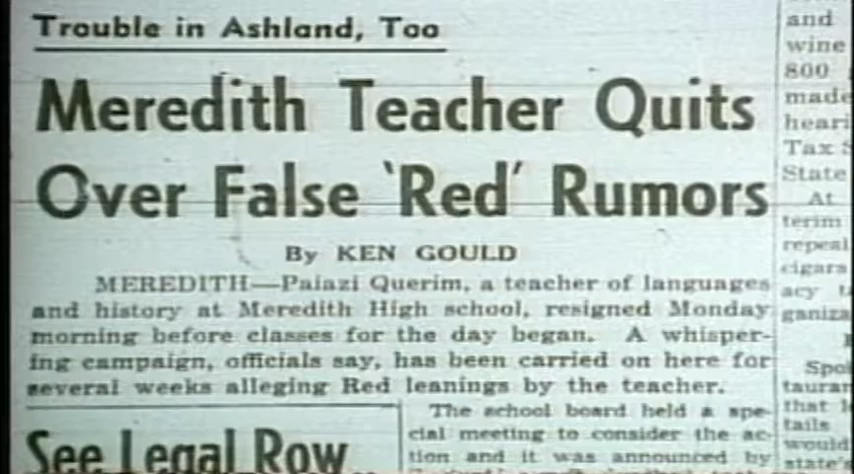 Trouble in Ashland, Too
Meredith Teacher Quits
Over False 'Red' Rumors
By KEN GOULD
MEREDITH—Paiazi Querim, a teacher of languages
and history at Meredith High school, resigned Monday
morning before classes for the day began. A whisper-
ing campaign, officials say, has been carried on here for
several weeks alleging Red leanings by the teacher.
The school board held a spe-
cial meeting to consider the ac-
tion and it was announced by
See Legal Row
and
wine
800
made
heari
Tax S
State
At
terim
repeal
cigars
acy t
ganiza
Spo
tauran
that l
tails
would
state's